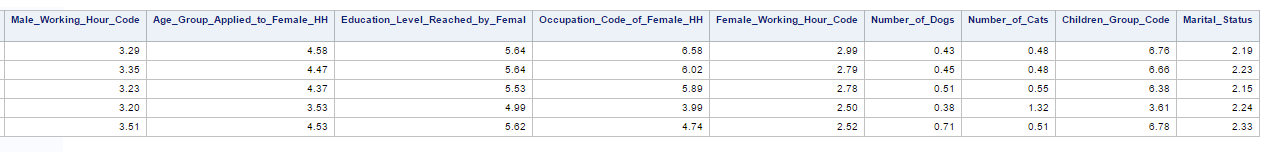 Male_Working_Hour_Code Age_Group_Applied_to_Female_HH Education_Level_Reached_by_Femal Occupation_Code_of_Female_HH Female_Working_Hour_Code Number_of_Dogs Number_of_Cats Children_Group_Code Marital_Status
3.29 4.58 5.64 6.58 2.99 0.43 0.48 6.76 2.19
3.35 4.47 5.64 6.02 2.79 0.45 0.48 6.66 2.23
3.23 4.37 5.53 5.89 2.78 0.51 0.55 6.38 2.15
3.20 3.53 4.99 3.99 2.50 0.38 1.32 3.61 2.24
3.51 4.53 5.62 4.74 2.52 0.71 0.51 6.78 2.33